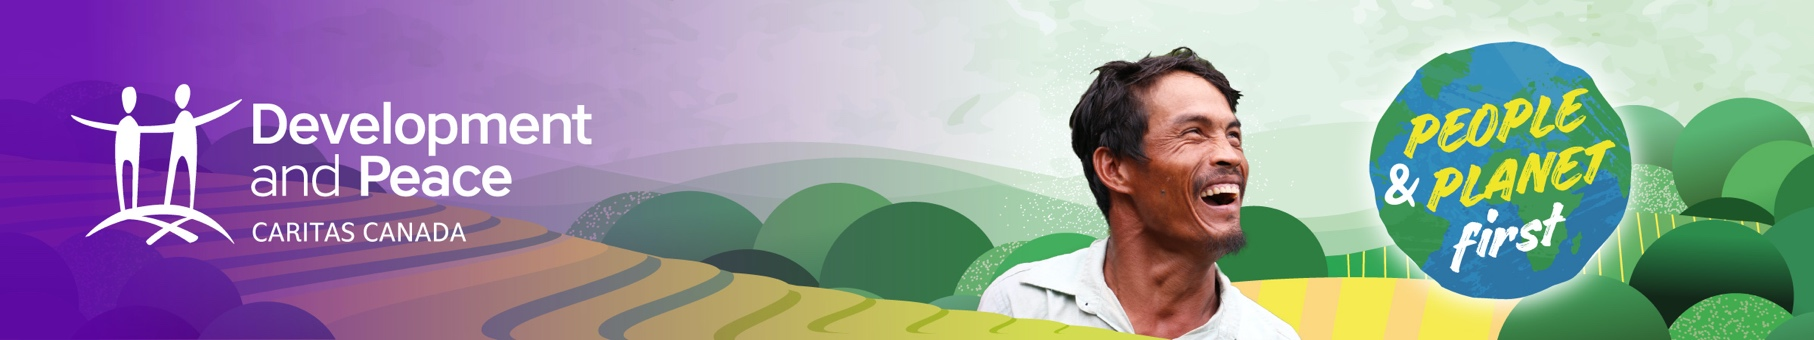 Development
and Peace
CARITAS CANADA
PEOPLE
& PLANET
first